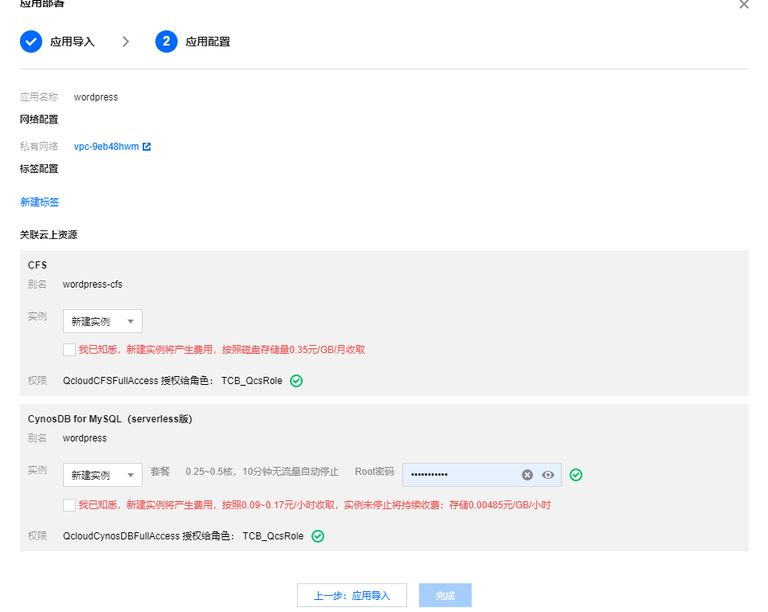 应用部署
应用导入
2 应用配置
应用名称 wordpress
网络配置
私有网络 vpc-9eb48hwm
标签配置
新建标签
关联云上资源
CFS
别名 wordpress-cfs
实例 新建实例
我已知悉，新建实例将产生费用，按照磁盘存储量0.35元/GB/月收取
权限 QcloudCFSFullAccess 授权给角色： TCB_QcsRole
CynosDB for MySQL（serverless版）
别名 wordpress
实例 新建实例 套餐 0.25~0.5核，10分钟无流量自动停止 Root密码 •••••••••••
我已知悉，新建实例将产生费用，按照0.09~0.17元/小时收取，实例未停止将持续收费；存储0.00485元/GB/小时
权限 QcloudCynosDBFullAccess 授权给角色： TCB_QcsRole
上一步：应用导入 完成